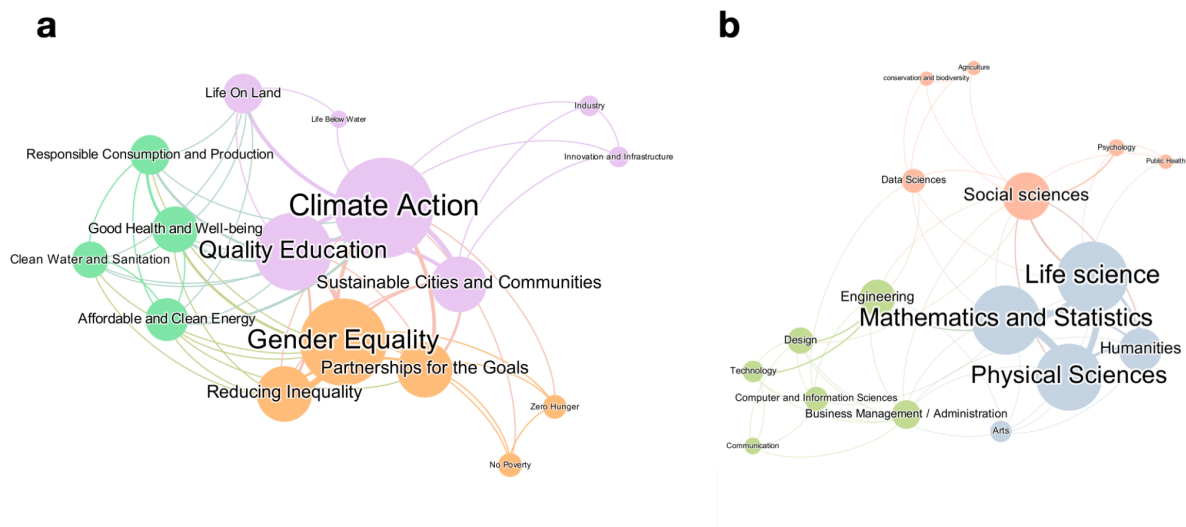 a
b
Life On Land
Life Below Water
Industry
Innovation and Infrastructure
Responsible Consumption and Production
Climate Action
Good Health and Well-being
Quality Education
Clean Water and Sanitation
Sustainable Cities and Communities
Affordable and Clean Energy
Gender Equality
Partnerships for the Goals
Reducing Inequality
Zero Hunger
No Poverty
Agriculture
conservation and biodiversity
Psychology
Public Health
Data Sciences
Social sciences
Life science
Engineering
Mathematics and Statistics
Design
Humanities
Technology
Physical Sciences
Computer and Information Sciences
Business Management / Administration
Arts
Communication